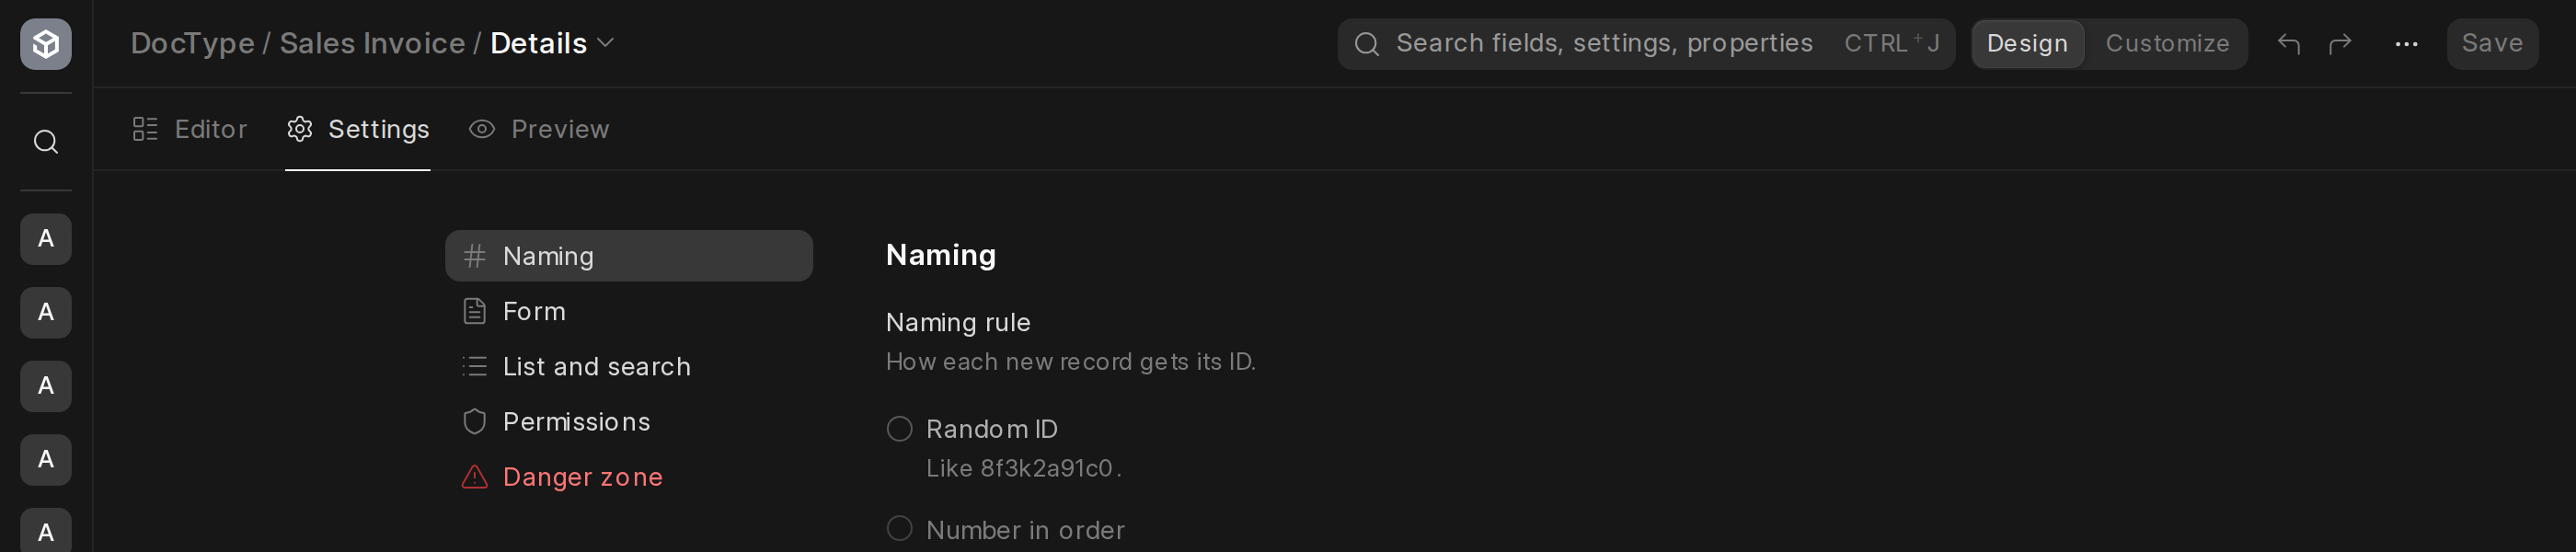 DocType / Sales Invoice / Details
Search fields, settings, properties CTRL+J
Design Customize
Save
Editor Settings Preview
A
A
A
A
A
Naming
Form
List and search
Permissions
Danger zone
Naming
Naming rule
How each new record gets its ID.
Random ID
Like 8f3k2a91c0.
Number in order